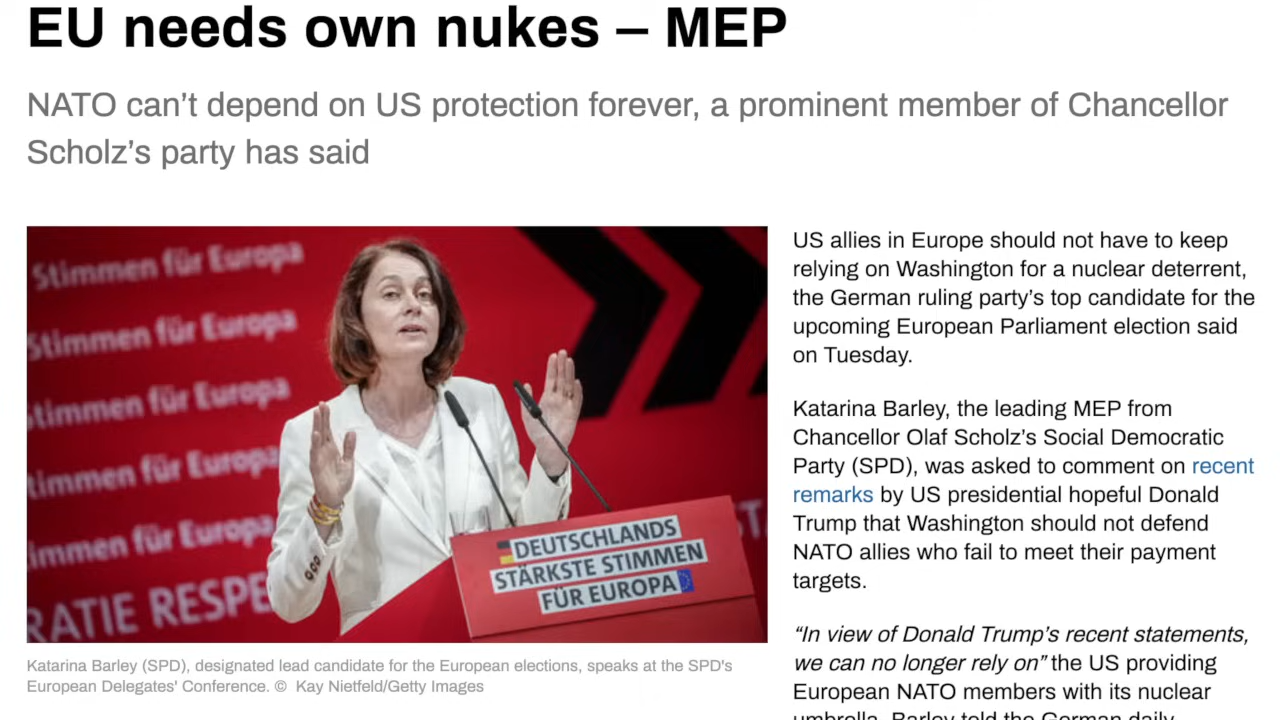 EU needs own nukes – MEP
NATO can’t depend on US protection forever, a prominent member of Chancellor
Scholz’s party has said
Stimmen für Europa
Stimmen für Europa
Stimmen für Europa
timmen für Europa
immen für Europa
RATIE RESPE
DEUTSCHLANDS
STÄRKSTE STIMMEN
FÜR EUROPA
Katarina Barley (SPD), designated lead candidate for the European elections, speaks at the SPD's
European Delegates' Conference. © Kay Nietfeld/Getty Images
US allies in Europe should not have to keep
relying on Washington for a nuclear deterrent,
the German ruling party’s top candidate for the
upcoming European Parliament election said
on Tuesday.
Katarina Barley, the leading MEP from
Chancellor Olaf Scholz’s Social Democratic
Party (SPD), was asked to comment on recent
remarks by US presidential hopeful Donald
Trump that Washington should not defend
NATO allies who fail to meet their payment
targets.
“In view of Donald Trump’s recent statements,
we can no longer rely on” the US providing
European NATO members with its nuclear
umbrella, Barley told the German daily